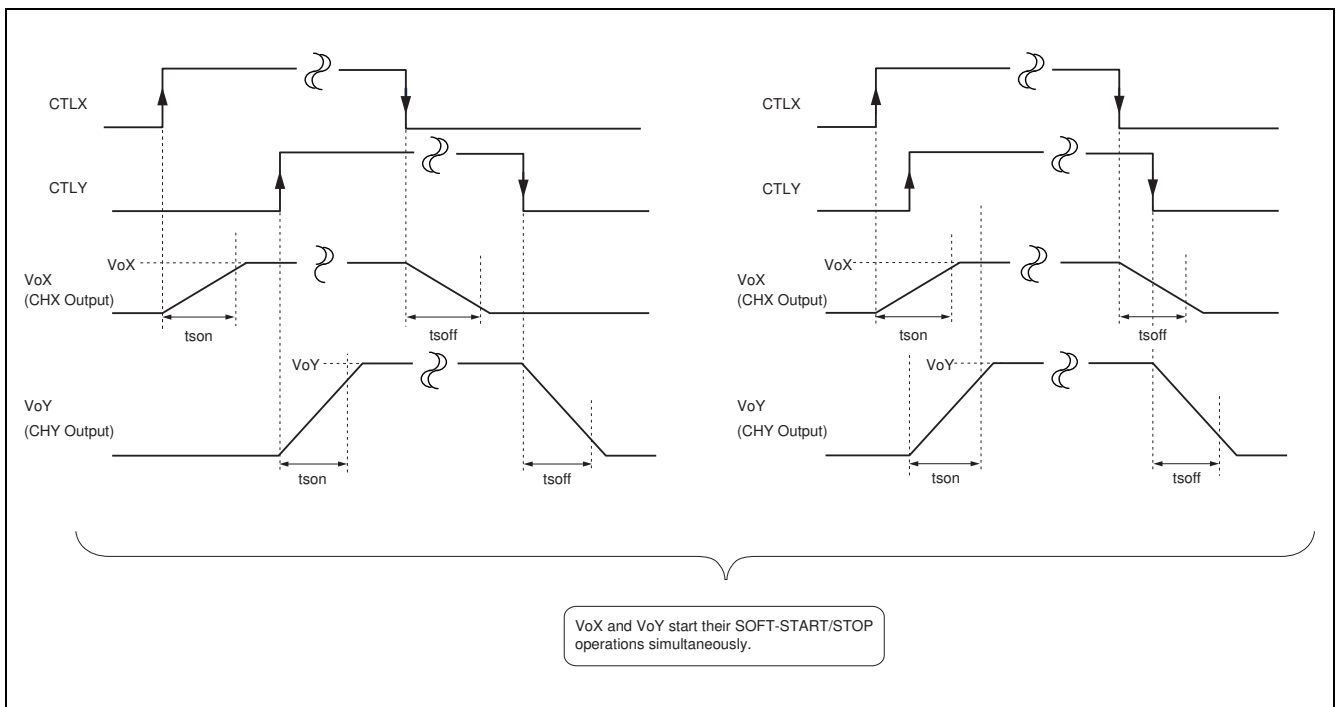 CTLX
CTLY
VoX
VoX
(CHX Output)
tson
tsoff
VoY
VoY
(CHY Output)
tson
tsoff
CTLX
CTLY
VoX
VoX
(CHX Output)
tson
tsoff
VoY
VoY
(CHY Output)
tson
tsoff
VoX and VoY start their SOFT-START/STOP
operations simultaneously.